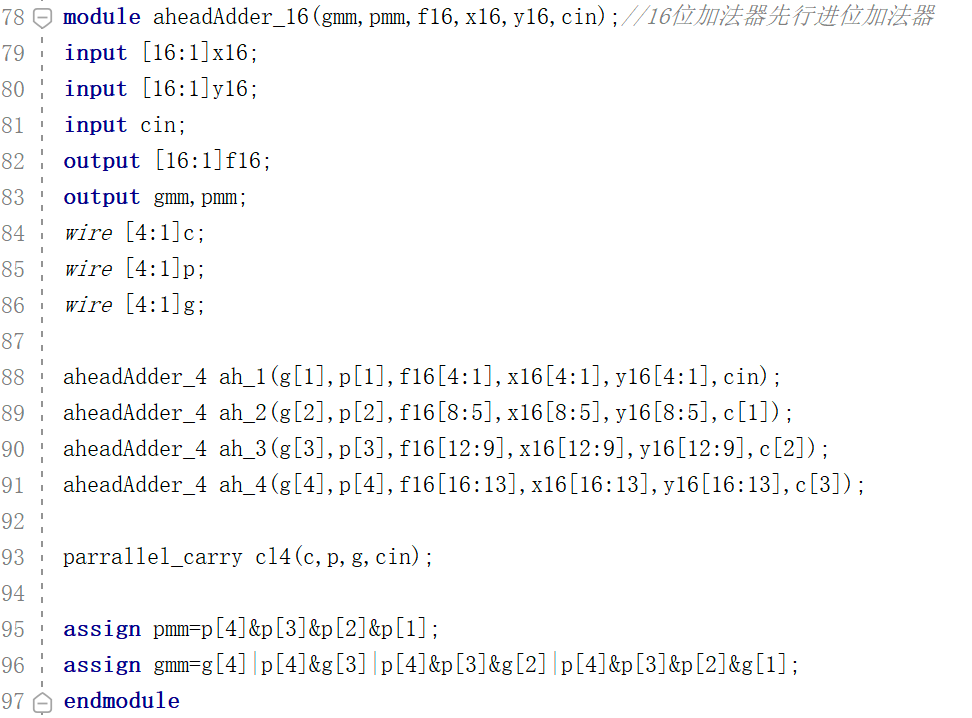 78 module aheadAdder_16(gmm,pmm,f16,x16,y16,cin);//16位加法器先行进位加法器
79 input [16:1]x16;
80 input [16:1]y16;
81 input cin;
82 output [16:1]f16;
83 output gmm,pmm;
84 wire [4:1]c;
85 wire [4:1]p;
86 wire [4:1]g;
87
88 aheadAdder_4 ah_1(g[1],p[1],f16[4:1],x16[4:1],y16[4:1],cin);
89 aheadAdder_4 ah_2(g[2],p[2],f16[8:5],x16[8:5],y16[8:5],c[1]);
90 aheadAdder_4 ah_3(g[3],p[3],f16[12:9],x16[12:9],y16[12:9],c[2]);
91 aheadAdder_4 ah_4(g[4],p[4],f16[16:13],x16[16:13],y16[16:13],c[3]);
92
93 parrallel_carry cl4(c,p,g,cin);
94
95 assign pmm=p[4]&p[3]&p[2]&p[1];
96 assign gmm=g[4]|p[4]&g[3]|p[4]&p[3]&g[2]|p[4]&p[3]&p[2]&g[1];
97 endmodule